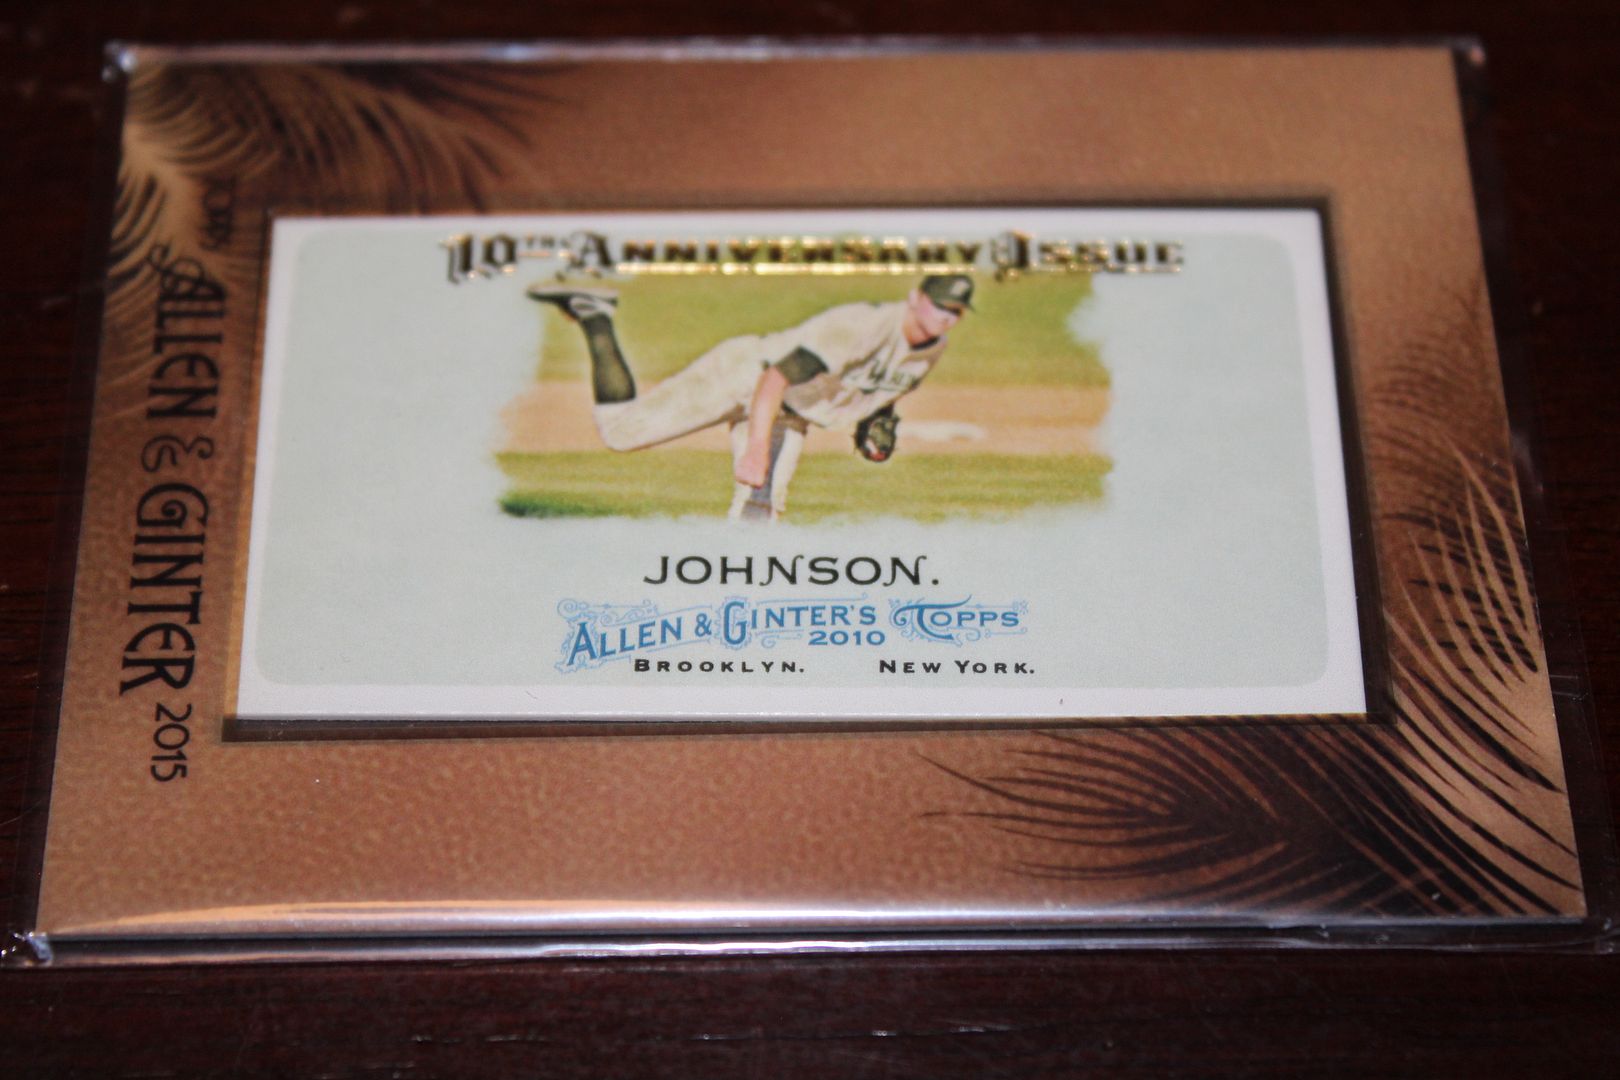 10TH ANNIVERSARY ISSUE
JOHNSON.
ALLEN & GINTER'S TOPPS
2010
BROOKLYN. NEW YORK.
TOPPS
ALLEN & GINTER 2015